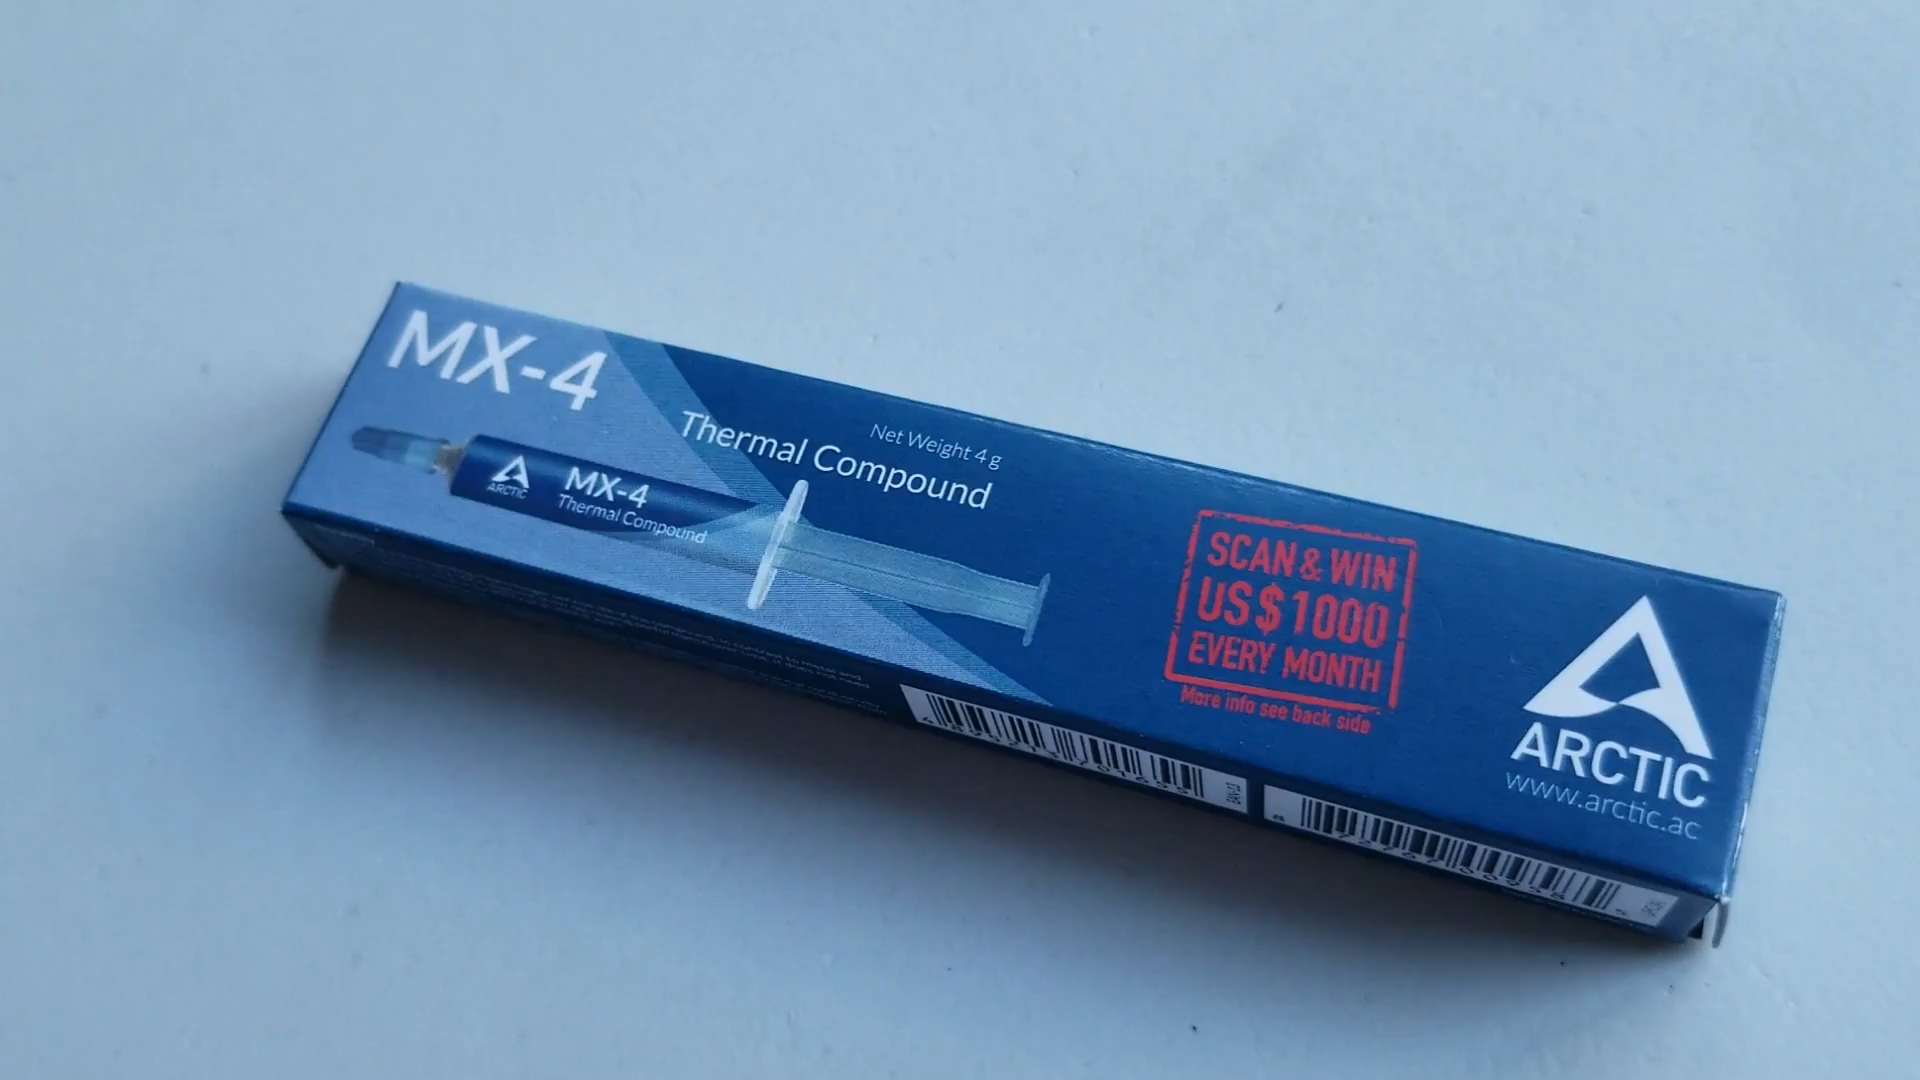 MX-4
Net Weight 4 g
Thermal Compound
ARCTIC
MX-4
Thermal Compound
SCAN & WIN
US$1000
EVERY MONTH
More info see back side
ARCTIC
www.arctic.ac